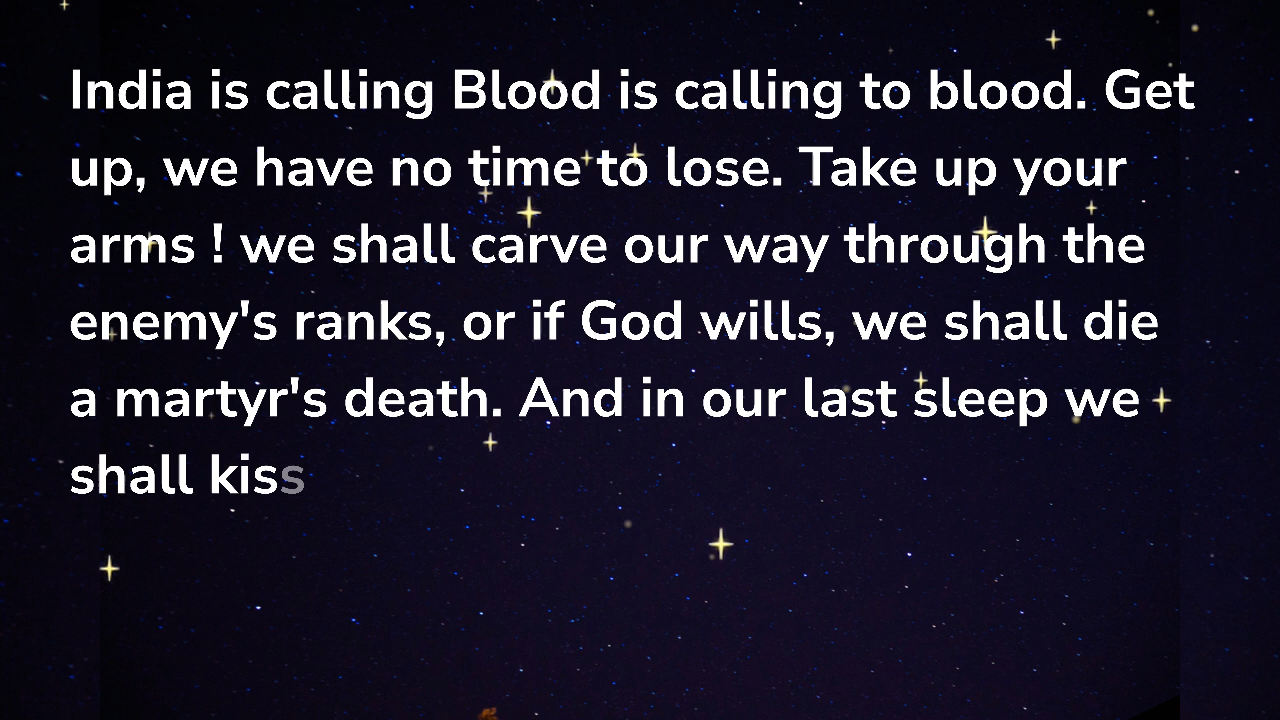 India is calling Blood is calling to blood. Get
up, we have no time to lose. Take up your
arms ! we shall carve our way through the
enemy's ranks, or if God wills, we shall die
a martyr's death. And in our last sleep we
shall kiss